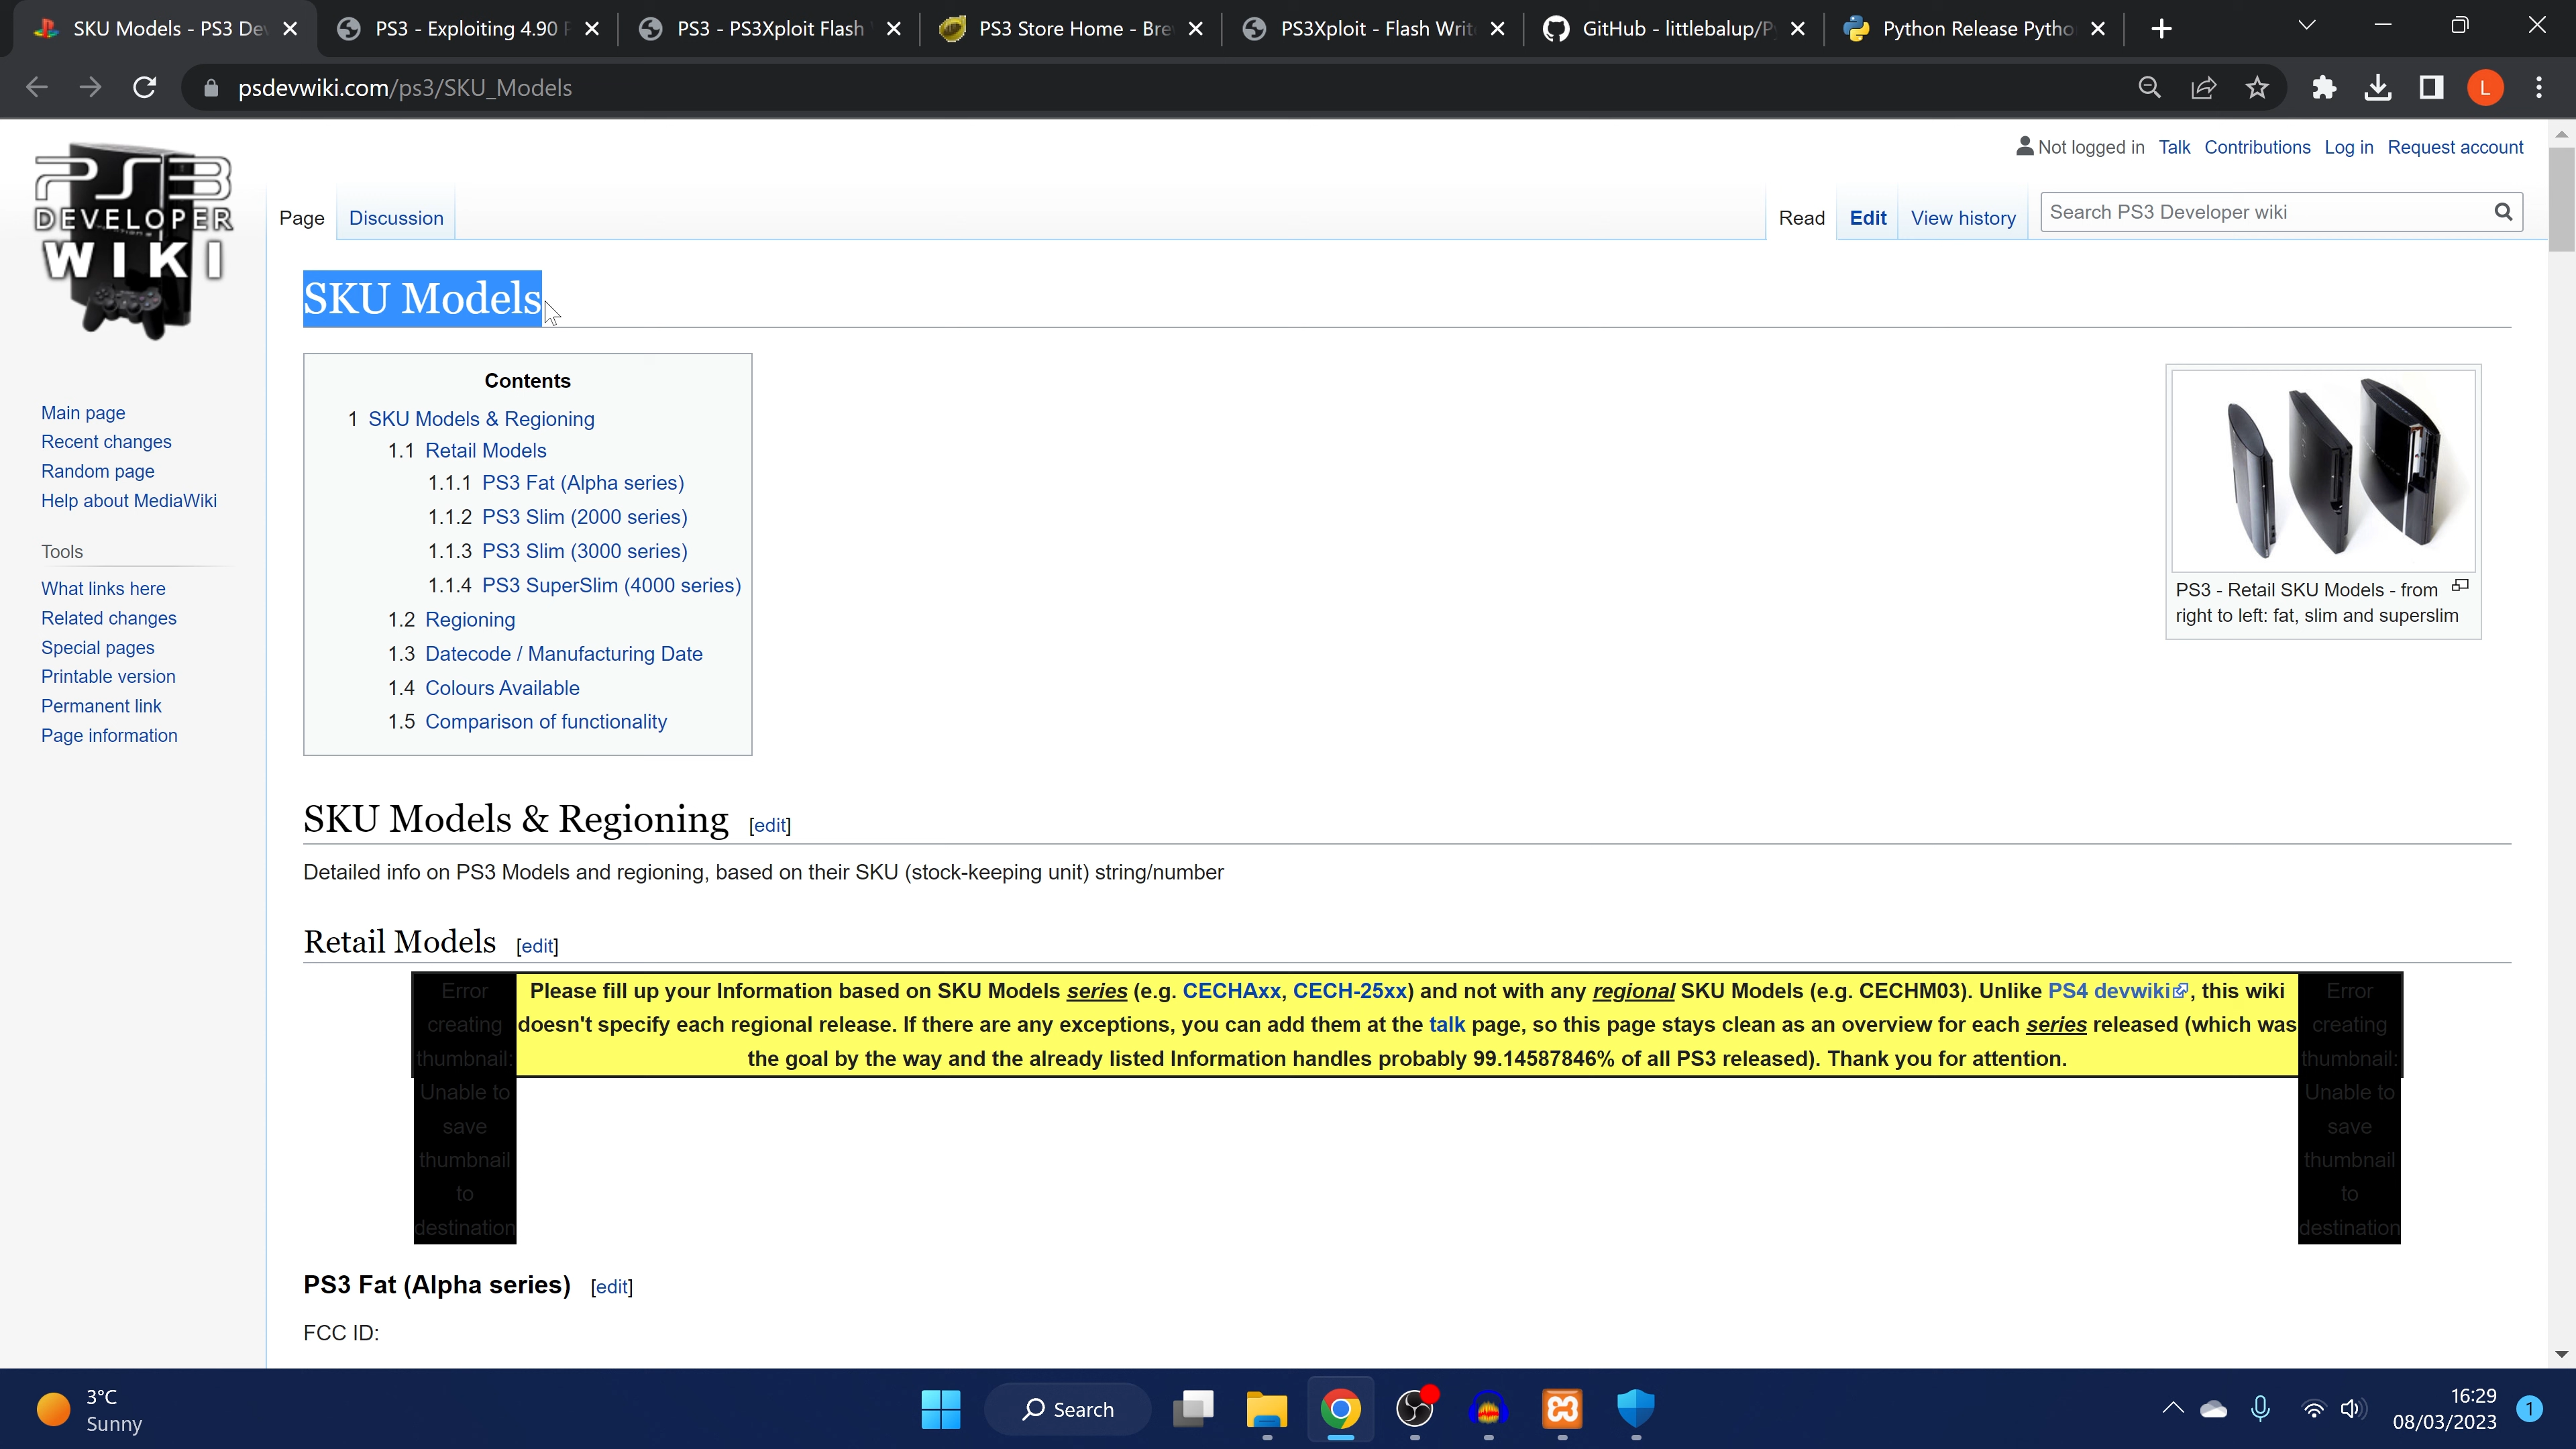 SKU Models - PS3 De
PS3 - Exploiting 4.90 F
PS3 - PS3Xploit Flash
PS3 Store Home - Bre
PS3Xploit - Flash Writ
GitHub - littlebalup/P
Python Release Pytho
psdevwiki.com/ps3/SKU_Models
L
PS3
DEVELOPER
WIKI
Not logged in Talk Contributions Log in Request account
Page Discussion Read Edit View history Search PS3 Developer wiki
SKU Models
Main page
Recent changes
Random page
Help about MediaWiki
Tools
What links here
Related changes
Special pages
Printable version
Permanent link
Page information
Contents
1 SKU Models & Regioning
1.1 Retail Models
1.1.1 PS3 Fat (Alpha series)
1.1.2 PS3 Slim (2000 series)
1.1.3 PS3 Slim (3000 series)
1.1.4 PS3 SuperSlim (4000 series)
1.2 Regioning
1.3 Datecode / Manufacturing Date
1.4 Colours Available
1.5 Comparison of functionality
PS3 - Retail SKU Models - from
right to left: fat, slim and superslim
SKU Models & Regioning [edit]
Detailed info on PS3 Models and regioning, based on their SKU (stock-keeping unit) string/number
Retail Models [edit]
Error
creating
thumbnail:
Unable to
save
thumbnail
to
destination
Please fill up your Information based on SKU Models series (e.g. CECHAxx, CECH-25xx) and not with any regional SKU Models (e.g. CECHM03). Unlike PS4 devwiki, this wiki
doesn't specify each regional release. If there are any exceptions, you can add them at the talk page, so this page stays clean as an overview for each series released (which was
the goal by the way and the already listed Information handles probably 99.14587846% of all PS3 released). Thank you for attention.
Error
creating
thumbnail:
Unable to
save
thumbnail
to
destination
PS3 Fat (Alpha series) [edit]
FCC ID:
3°C
Sunny
Search
16:29
08/03/2023
1